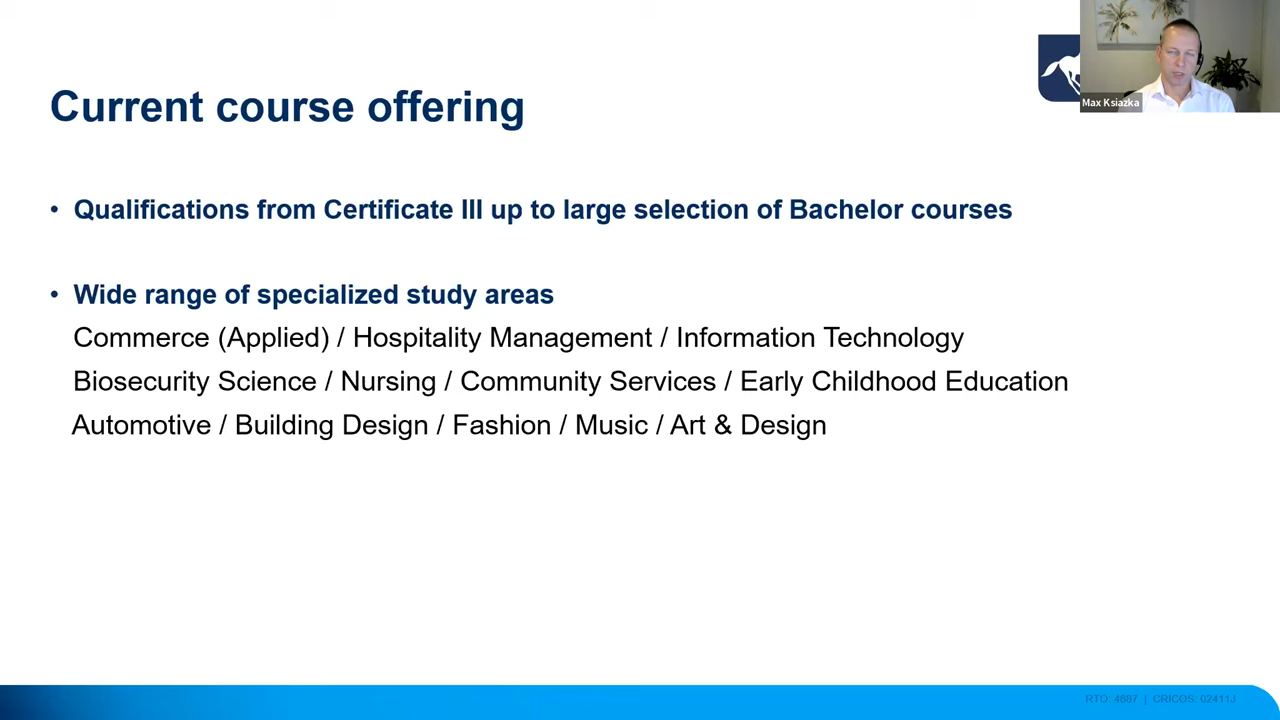 Current course offering
Max Ksiazka
• Qualifications from Certificate III up to large selection of Bachelor courses
• Wide range of specialized study areas
Commerce (Applied) / Hospitality Management / Information Technology
Biosecurity Science / Nursing / Community Services / Early Childhood Education
Automotive / Building Design / Fashion / Music / Art & Design
RTO: 4687 | CRICOS: 02411J